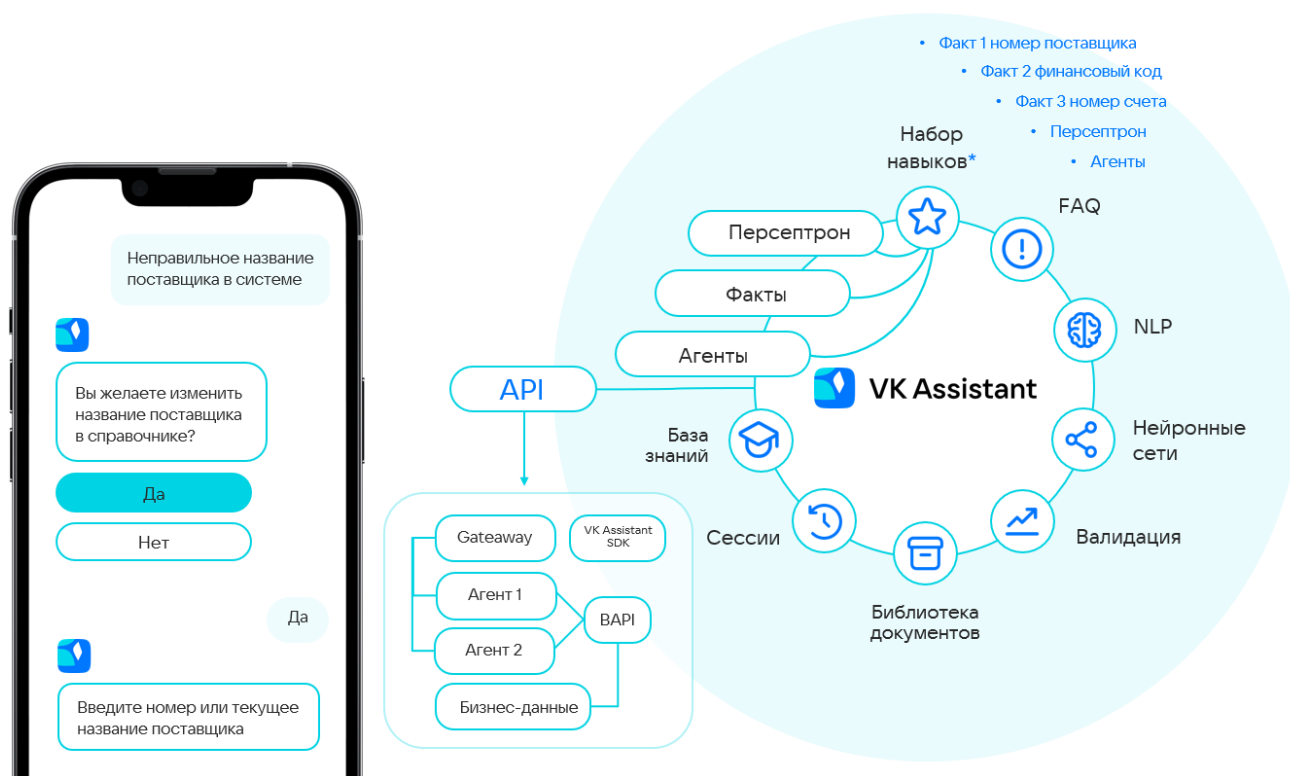 Неправильное название
поставщика в системе
Вы желаете изменить
название поставщика
в справочнике?
Да
Нет
Да
Введите номер или текущее
название поставщика
• Факт 1 номер поставщика
• Факт 2 финансовый код
• Факт 3 номер счета
• Персептрон
• Агенты
Набор
навыков*
FAQ
NLP
Нейронные
сети
Валидация
Библиотека
документов
Сессии
База
знаний
Персептрон
Факты
Агенты
VK Assistant
API
Gateaway
VK Assistant
SDK
Агент 1
Агент 2
BAPI
Бизнес-данные